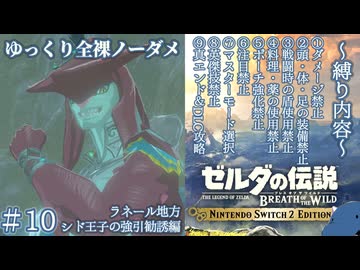 ゆっくり全裸ノーダメ
～縛り内容～
①ダメージ禁止
②頭・体・足の装備禁止
③戦闘時の盾使用禁止
④料理・薬の使用禁止
⑤ポーチ強化禁止
⑥注目禁止
⑦マスターモード選択
⑧英傑技禁止
⑨真エンド＆DLC攻略
ゼルダの伝説
THE LEGEND OF ZELDA
BREATH OF THE WILD
NINTENDO SWITCH 2 EDITION
＃10
ラネール地方
シド王子の強引勧誘編